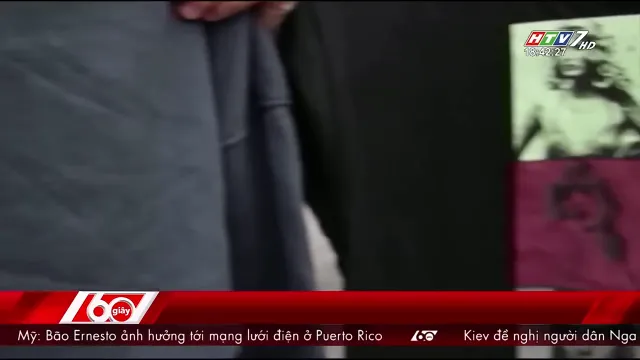 HTV7 HD
18:42:27
60 giây
Mỹ: Bão Ernesto ảnh hưởng tới mạng lưới điện ở Puerto Rico 60 Kiev đề nghị người dân Nga